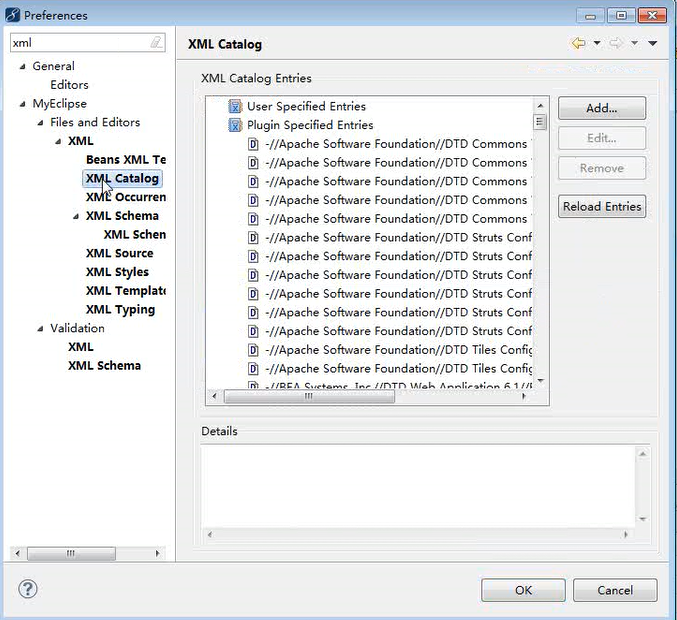 Preferences
xml
General
Editors
MyEclipse
Files and Editors
XML
Beans XML Te
XML Catalog
XML Occurren
XML Schema
XML Schen
XML Source
XML Styles
XML Template
XML Typing
Validation
XML
XML Schema
XML Catalog
XML Catalog Entries
User Specified Entries
Plugin Specified Entries
-//Apache Software Foundation//DTD Commons
-//Apache Software Foundation//DTD Commons
-//Apache Software Foundation//DTD Commons
-//Apache Software Foundation//DTD Commons
-//Apache Software Foundation//DTD Commons
-//Apache Software Foundation//DTD Struts Conf
-//Apache Software Foundation//DTD Struts Conf
-//Apache Software Foundation//DTD Struts Conf
-//Apache Software Foundation//DTD Struts Conf
-//Apache Software Foundation//DTD Struts Conf
-//Apache Software Foundation//DTD Struts Conf
-//Apache Software Foundation//DTD Tiles Config
-//Apache Software Foundation//DTD Tiles Config
-//BEA Systems, Inc.//DTD Web Application 6.1//
Add...
Edit...
Remove
Reload Entries
Details
OK
Cancel